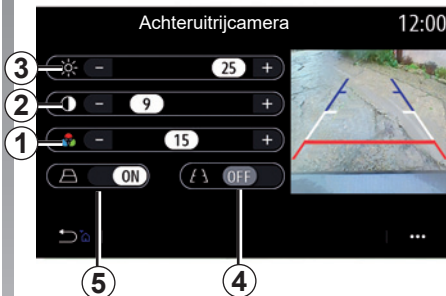 Achteruitrijcamera 12:00
3 - 25 +
2 - 9 +
1 - 15 +
ON OFF
5 4